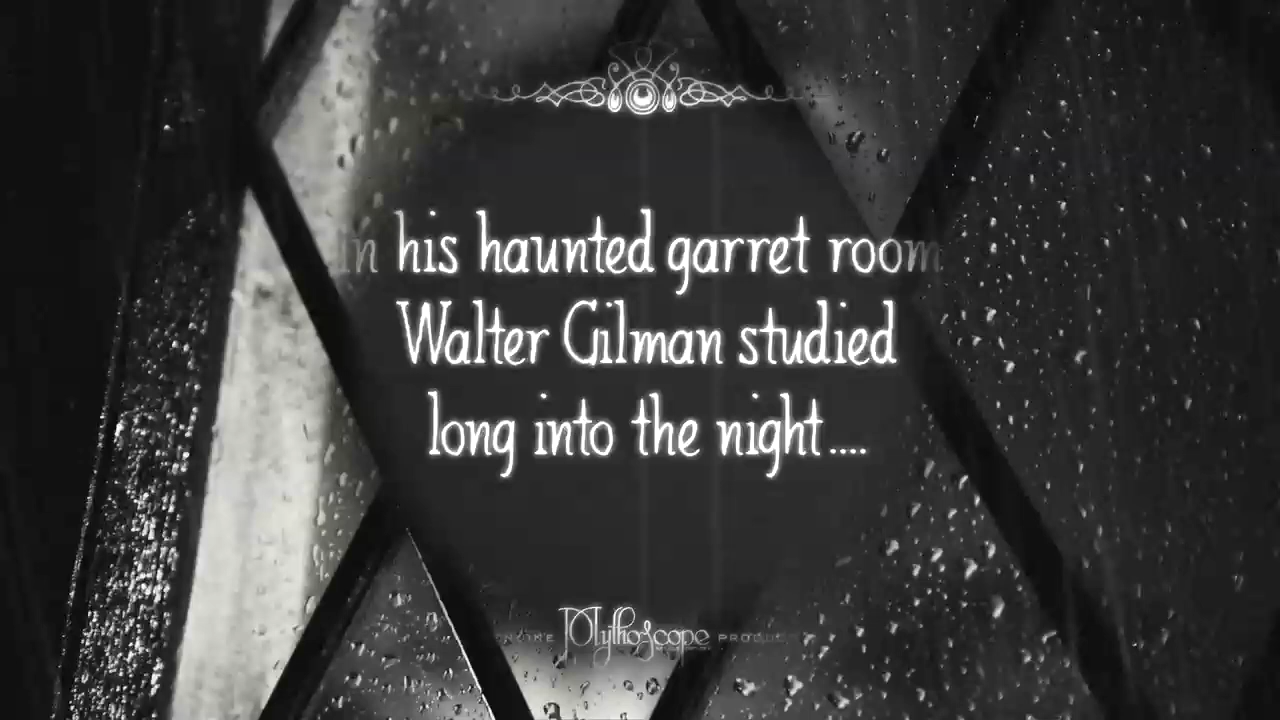 in his haunted garret room
Walter Gilman studied
long into the night....
Mythoscope